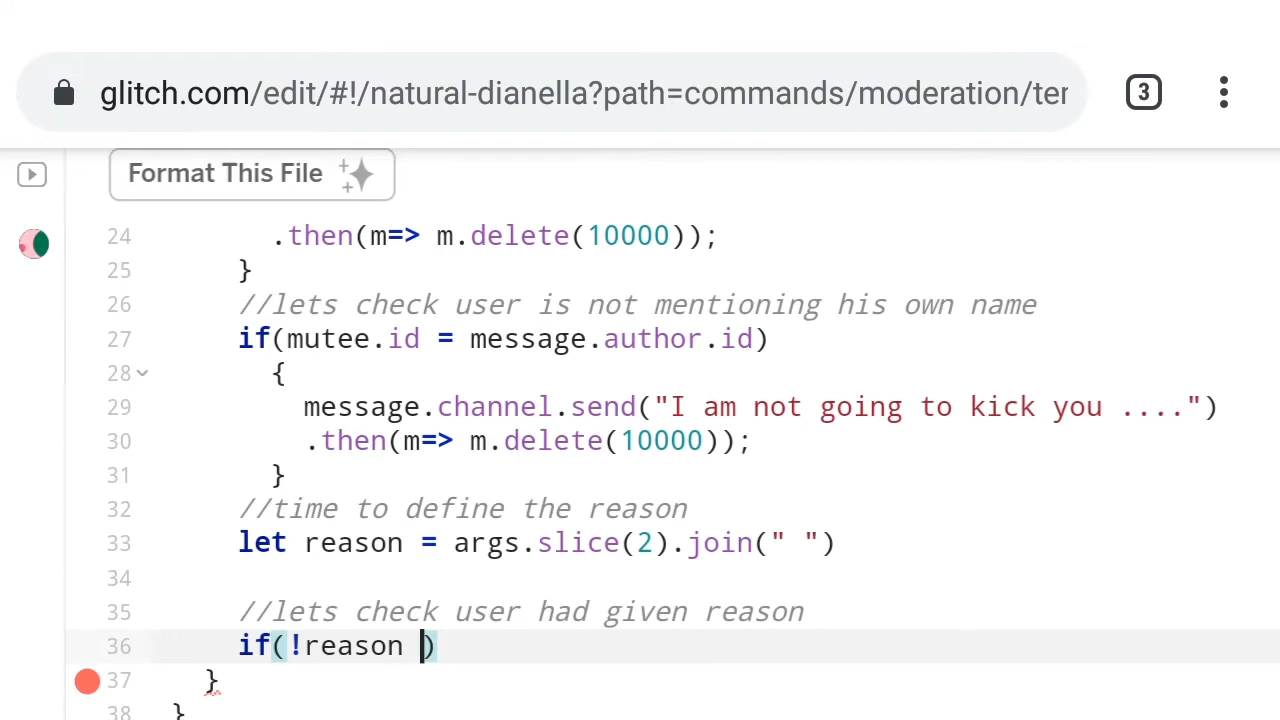 glitch.com/edit/#!/natural-dianella?path=commands/moderation/ter
3
Format This File
24 .then(m=> m.delete(10000));
25 }
26 //lets check user is not mentioning his own name
27 if(mutee.id = message.author.id)
28 {
29 message.channel.send("I am not going to kick you ....")
30 .then(m=> m.delete(10000));
31 }
32 //time to define the reason
33 let reason = args.slice(2).join(" ")
34
35 //lets check user had given reason
36 if(!reason )
37 }
38 }